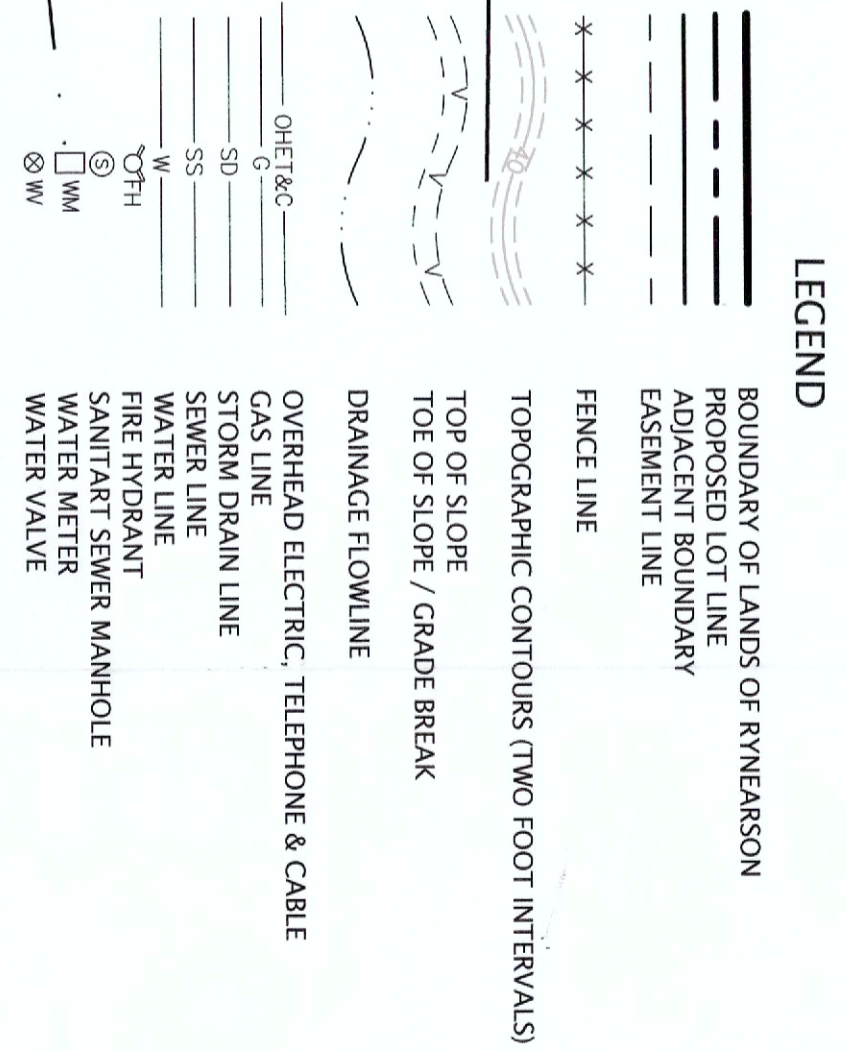 LEGEND
BOUNDARY OF LANDS OF RYNEARSON
PROPOSED LOT LINE
ADJACENT BOUNDARY
EASEMENT LINE
FENCE LINE
40 TOPOGRAPHIC CONTOURS (TWO FOOT INTERVALS)
TOP OF SLOPE
TOE OF SLOPE / GRADE BREAK
DRAINAGE FLOWLINE
OHET&C OVERHEAD ELECTRIC, TELEPHONE & CABLE
G GAS LINE
SD STORM DRAIN LINE
SS SEWER LINE
W WATER LINE
FH FIRE HYDRANT
S SANITART SEWER MANHOLE
WM WATER METER
WV WATER VALVE